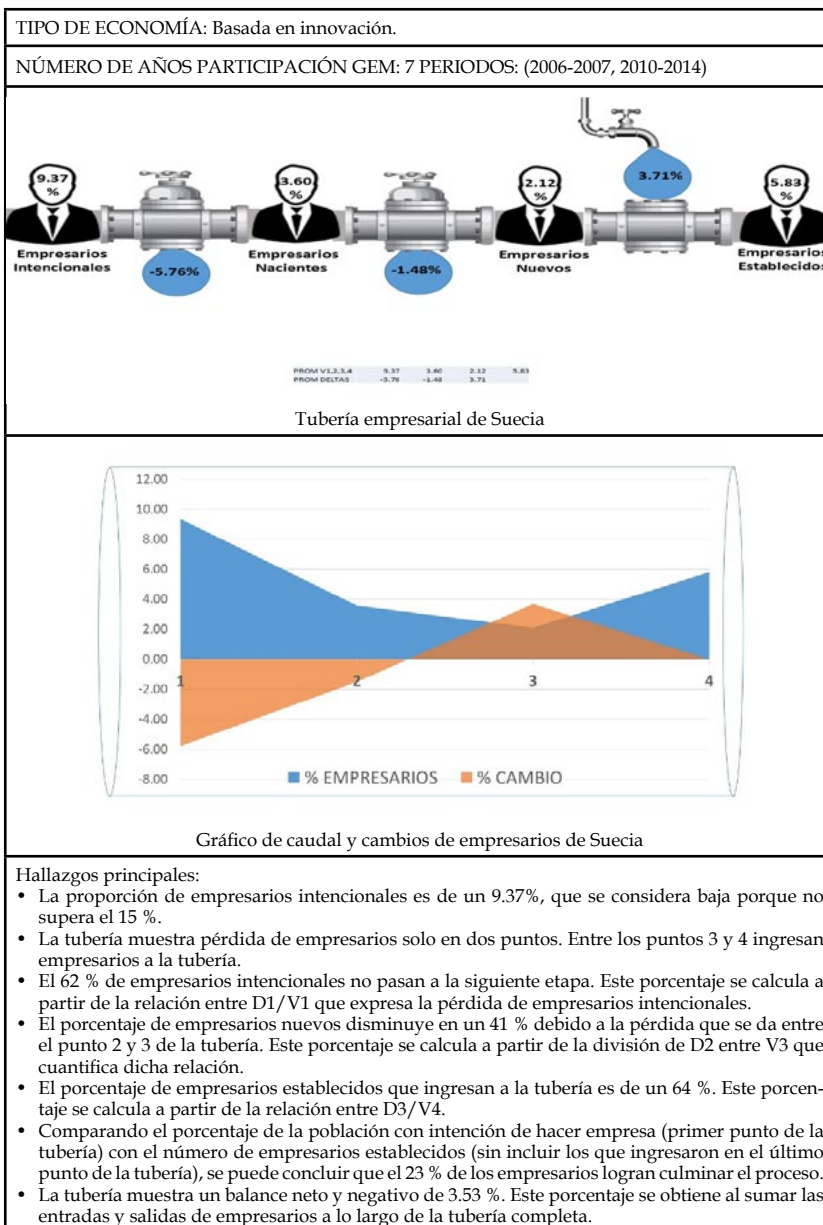 TIPO DE ECONOMÍA: Basada en innovación.
NÚMERO DE AÑOS PARTICIPACIÓN GEM: 7 PERIODOS: (2006-2007, 2010-2014)
9.37
%
3.60
%
2.12
%
3.71%
5.83
%
Empresarios
Intencionales
-5.76%
Empresarios
Nacientes
-1.48%
Empresarios
Nuevos
Empresarios
Establecidos
PROM V1,2,3,4 9.37 3.60 2.12 5.83
PROM DELTAS -5.76 -1.48 3.71
Tubería empresarial de Suecia
12.00
10.00
8.00
6.00
4.00
2.00
0.00
-2.00
-4.00
-6.00
-8.00
1 2 3 4
% EMPRESARIOS % CAMBIO
Gráfico de caudal y cambios de empresarios de Suecia
Hallazgos principales:
• La proporción de empresarios intencionales es de un 9.37%, que se considera baja porque no
supera el 15 %.
• La tubería muestra pérdida de empresarios solo en dos puntos. Entre los puntos 3 y 4 ingresan
empresarios a la tubería.
• El 62 % de empresarios intencionales no pasan a la siguiente etapa. Este porcentaje se calcula a
partir de la relación entre D1/V1 que expresa la pérdida de empresarios intencionales.
• El porcentaje de empresarios nuevos disminuye en un 41 % debido a la pérdida que se da entre
el punto 2 y 3 de la tubería. Este porcentaje se calcula a partir de la división de D2 entre V3 que
cuantifica dicha relación.
• El porcentaje de empresarios establecidos que ingresan a la tubería es de un 64 %. Este porcen-
taje se calcula a partir de la relación entre D3/V4.
• Comparando el porcentaje de la población con intención de hacer empresa (primer punto de la
tubería) con el número de empresarios establecidos (sin incluir los que ingresaron en el último
punto de la tubería), se puede concluir que el 23 % de los empresarios logran culminar el proceso.
• La tubería muestra un balance neto y negativo de 3.53 %. Este porcentaje se obtiene al sumar las
entradas y salidas de empresarios a lo largo de la tubería completa.